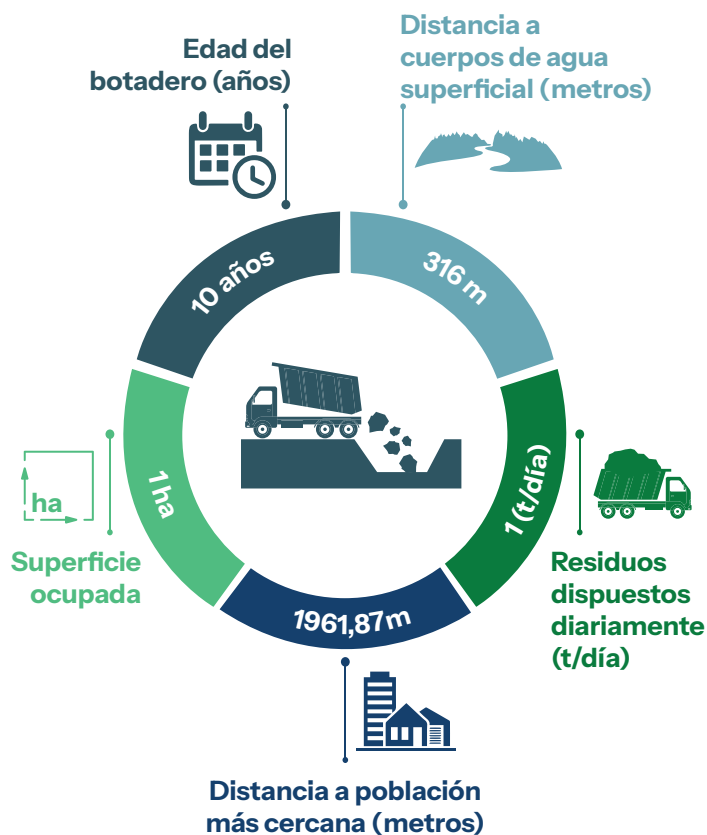 Edad del
botadero (años)
Distancia a
cuerpos de agua
superficial (metros)
10 años
316 m
1 ha
1 (t/día)
1961,87m
ha
Superficie
ocupada
Residuos
dispuestos
diariamente
(t/día)
Distancia a población
más cercana (metros)